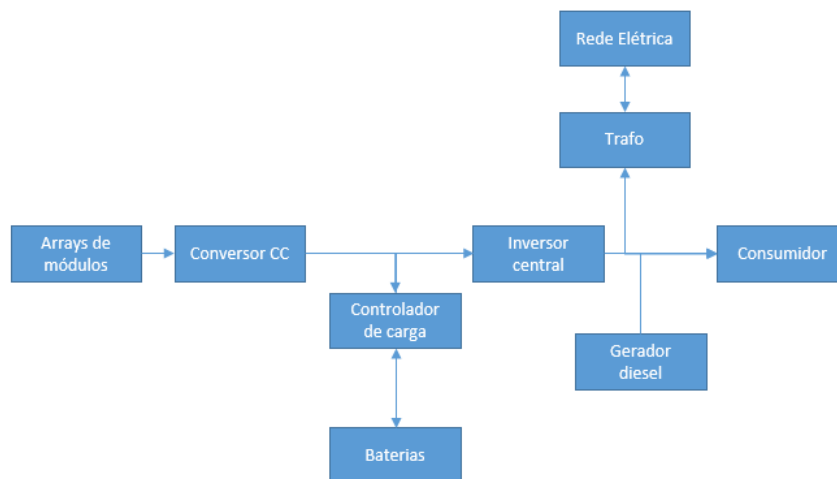 Rede Elétrica
Trafo
Arrays de
módulos
Conversor CC
Inversor
central
Consumidor
Controlador
de carga
Gerador
diesel
Baterias